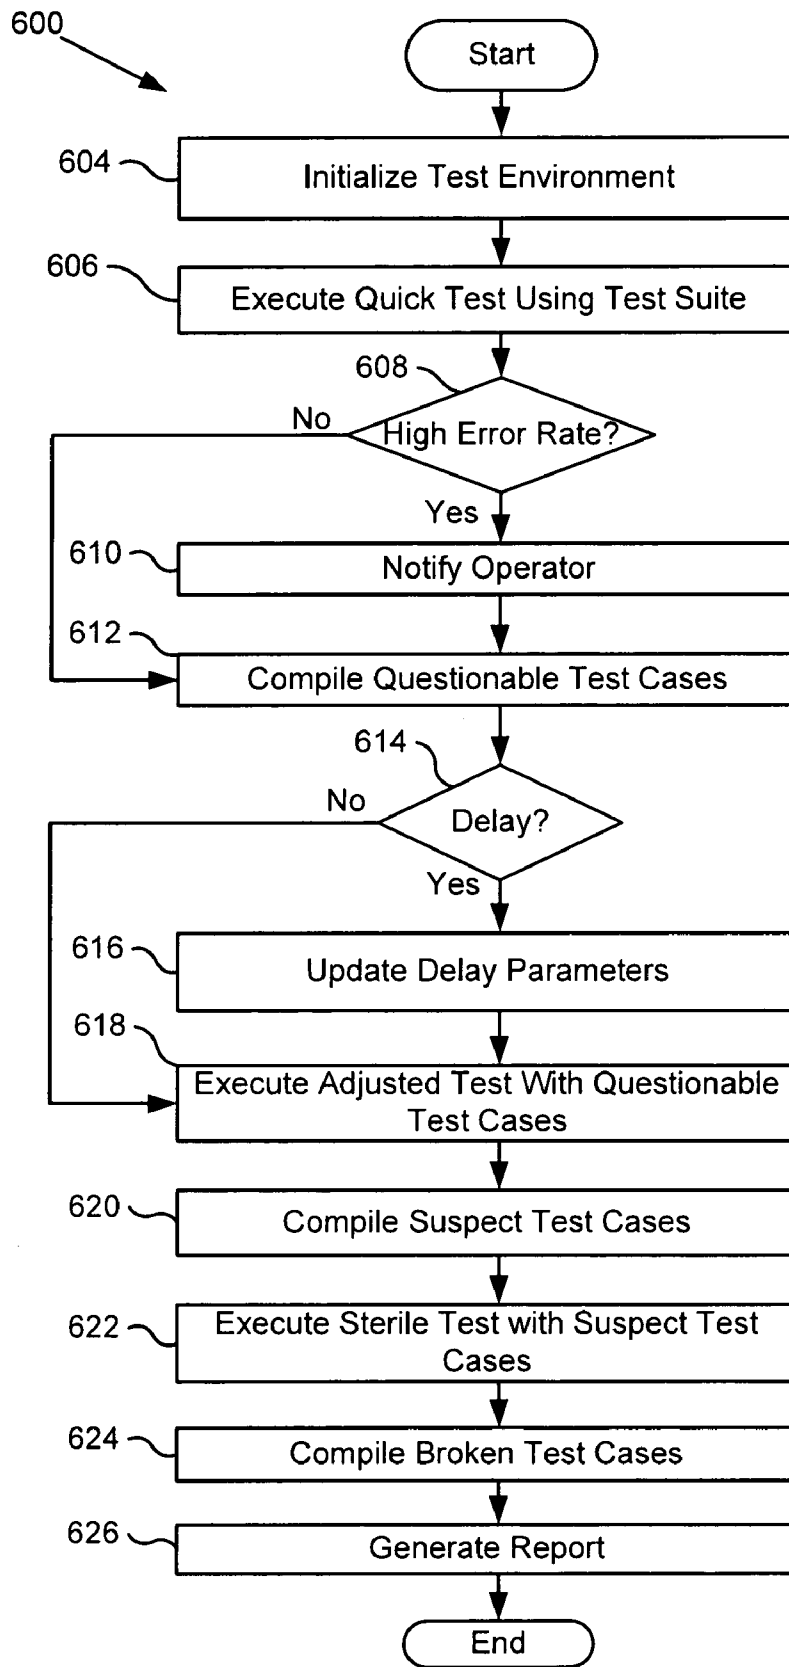 600
Start
604
Initialize Test Environment
606
Execute Quick Test Using Test Suite
608
No
High Error Rate?
Yes
610
Notify Operator
612
Compile Questionable Test Cases
614
No
Delay?
Yes
616
Update Delay Parameters
618
Execute Adjusted Test With Questionable
Test Cases
620
Compile Suspect Test Cases
622
Execute Sterile Test with Suspect Test
Cases
624
Compile Broken Test Cases
626
Generate Report
End